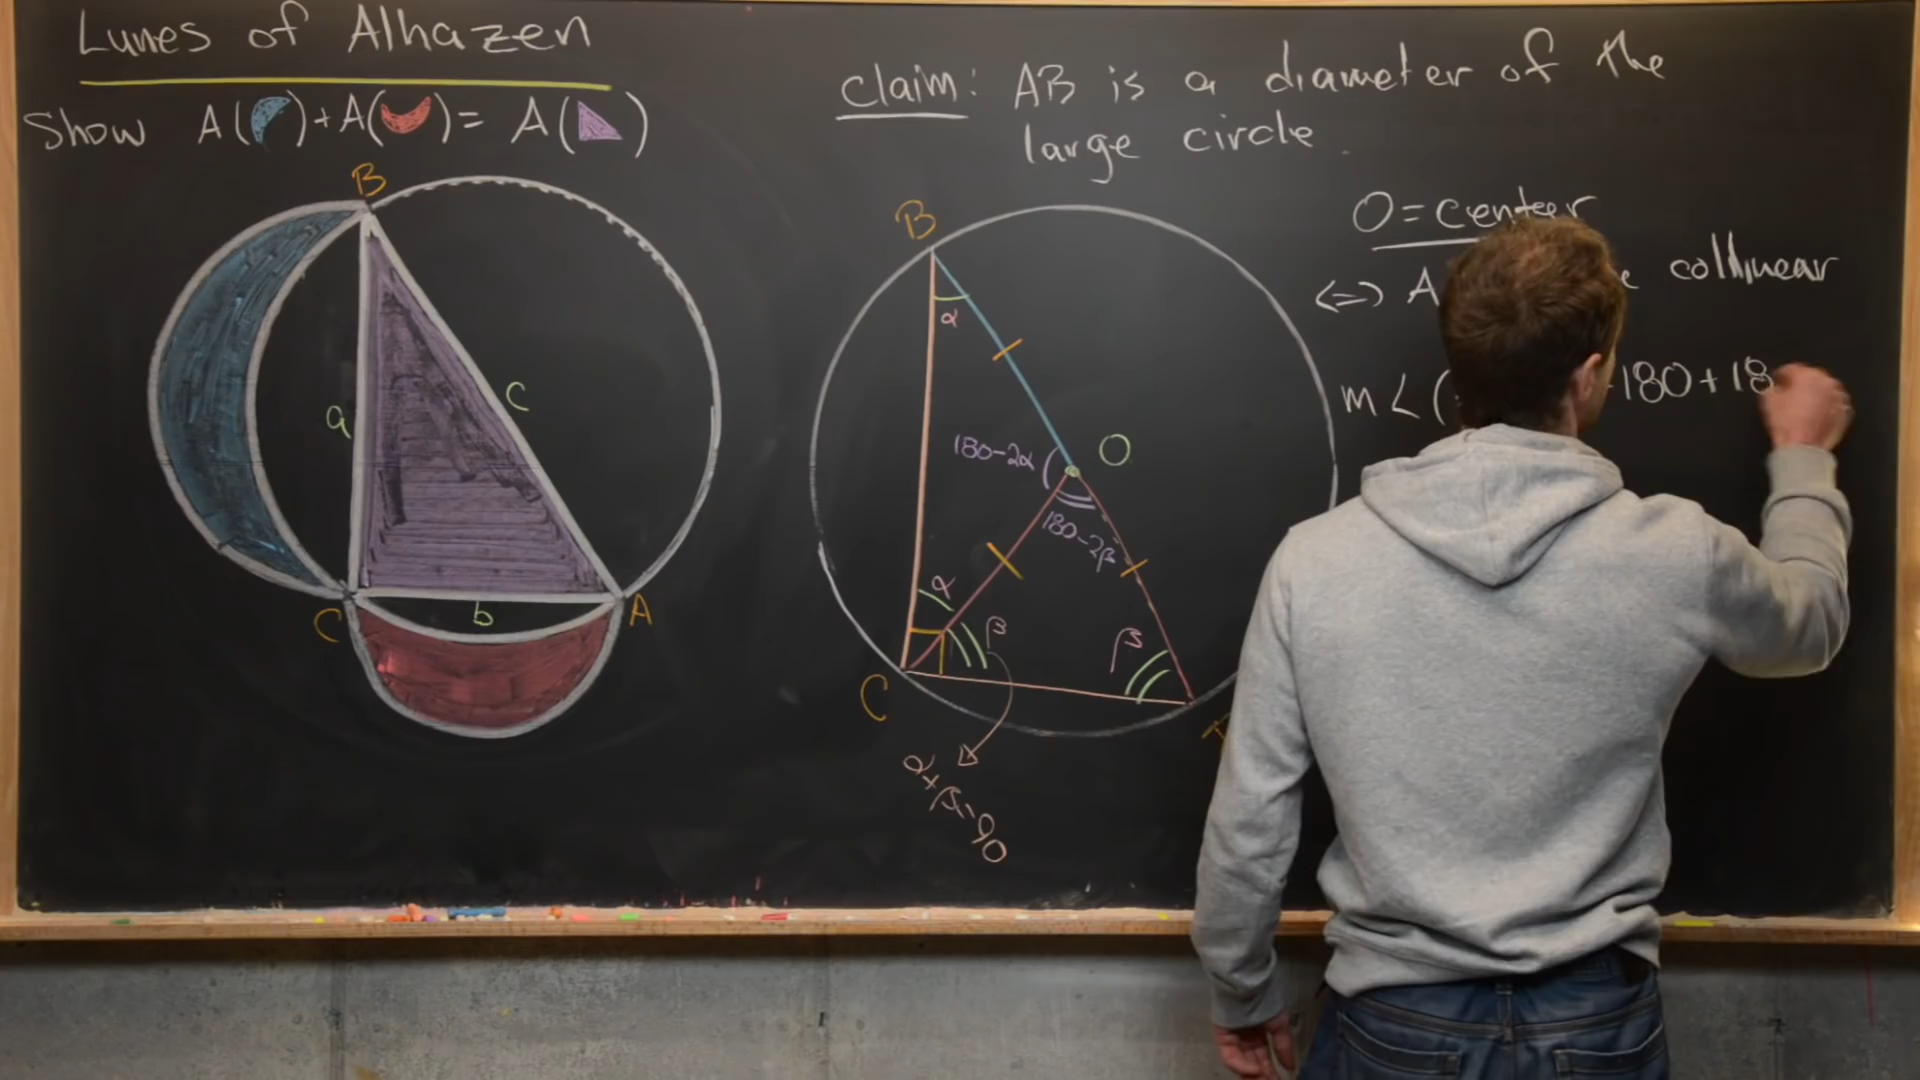 Lunes of Alhazen
Show A( ) + A( ) = A( )
claim: AB is a diameter of the
large circle.
O = center
<=> A collinear
m<( 180+18
B
a
c
C
b
A
B
α
180-2α
O
180-2β
α
β
β
C
α+β=90